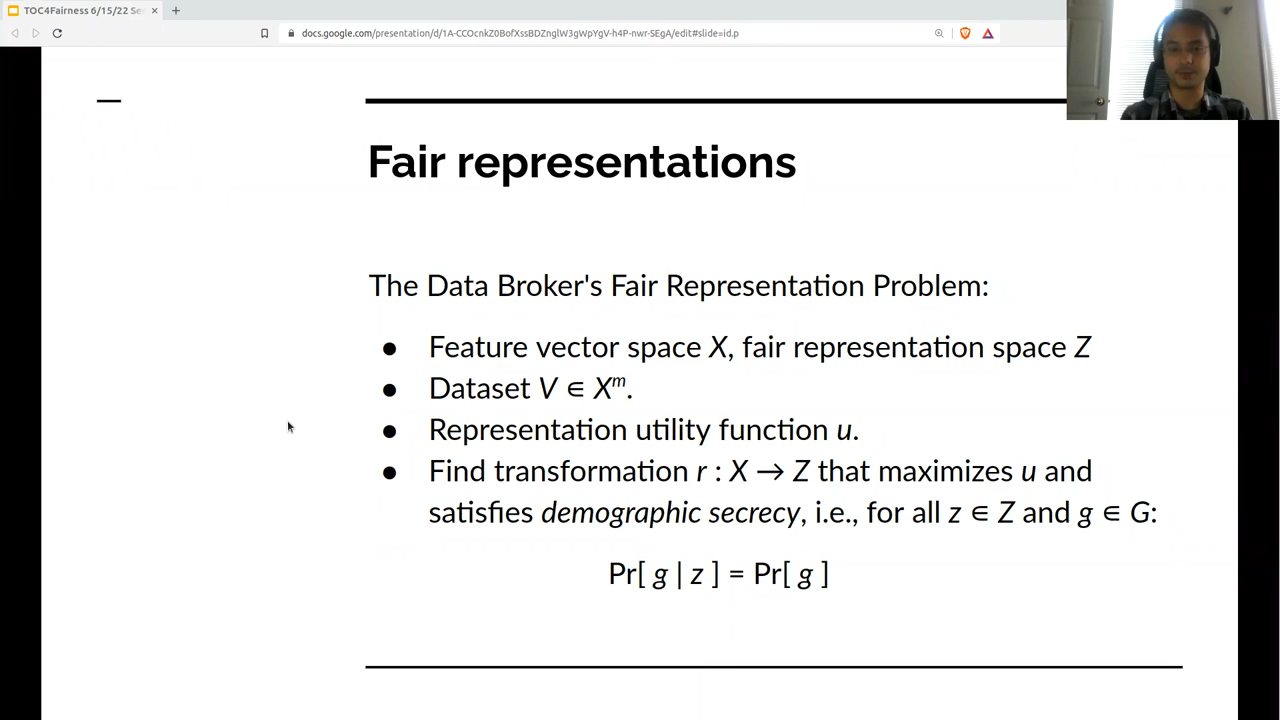 TOC4Fairness 6/15/22 Se
docs.google.com/presentation/d/1A-CCOcnkZ0BofXssBDZnglW3gWpYgV-h4P-nwr-SEgA/edit#slide=id.p
Fair representations
The Data Broker's Fair Representation Problem:
● Feature vector space X, fair representation space Z
● Dataset V ∈ Xᵐ.
● Representation utility function u.
● Find transformation r : X → Z that maximizes u and
satisfies demographic secrecy, i.e., for all z ∈ Z and g ∈ G:
Pr[ g | z ] = Pr[ g ]